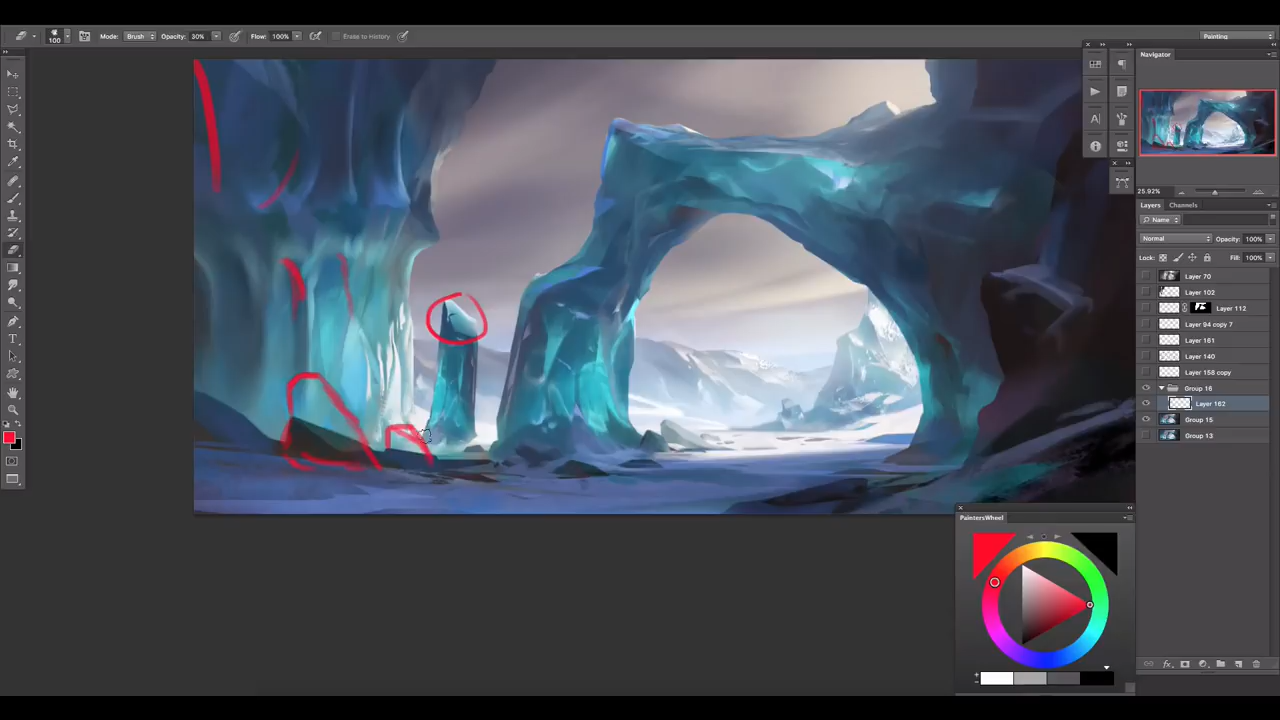 100 Mode: Brush Opacity: 30% Flow: 100% Erase to History Painting
Navigator
25.92%
Layers Channels
Name
Normal Opacity: 100%
Lock: Fill: 100%
Layer 70
Layer 102
Layer 112
Layer 94 copy 7
Layer 161
Layer 140
Layer 158 copy
Group 16
Layer 162
Group 15
Group 13
PaintersWheel